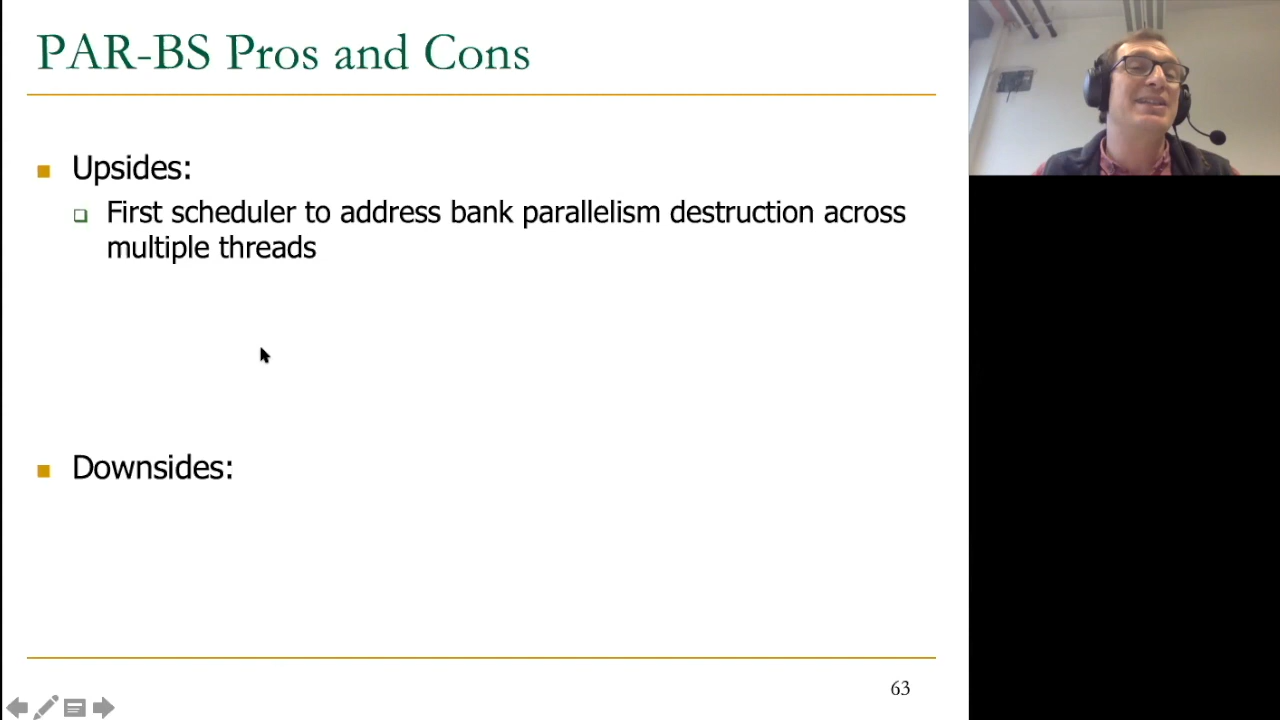 PAR-BS Pros and Cons
Upsides:
First scheduler to address bank parallelism destruction across
multiple threads
Downsides:
63